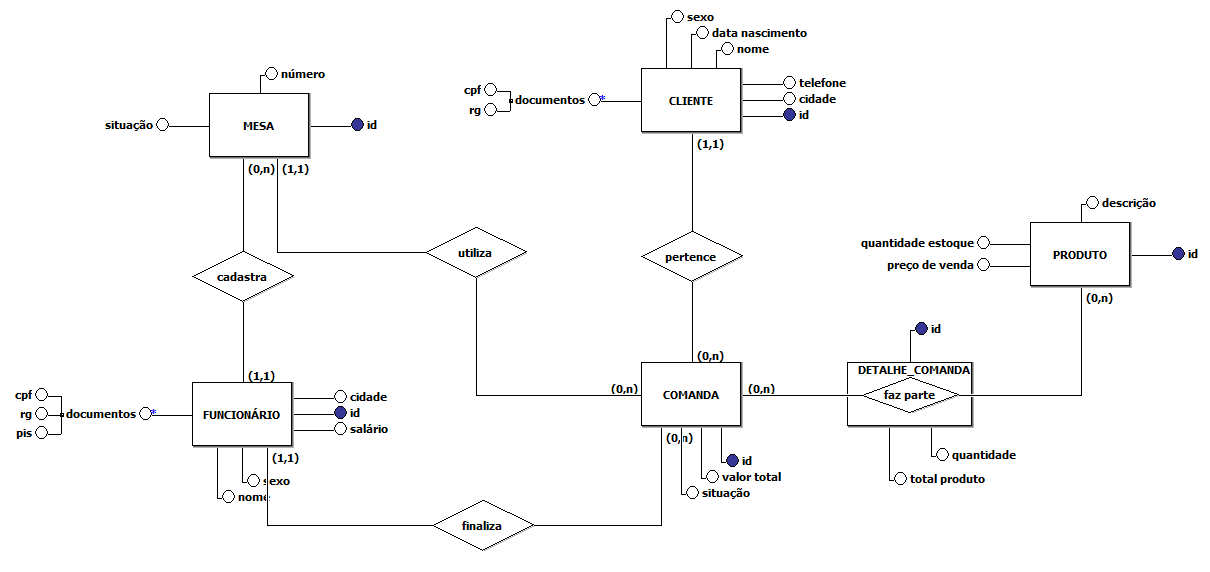 sexo
data nascimento
nome
número
cpf
documentos
*
rg
telefone
cidade
id
CLIENTE
situação
MESA
id
(0,n)
(1,1)
(1,1)
descrição
quantidade estoque
preço de venda
PRODUTO
id
utiliza
pertence
cadastra
(0,n)
id
(0,n)
(1,1)
DETALHE_COMANDA
faz parte
(0,n)
COMANDA
(0,n)
cpf
rg
pis
documentos
*
FUNCIONÁRIO
cidade
id
salário
(0,n)
(1,1)
quantidade
id
valor total
total produto
sexo
situação
nome
finaliza